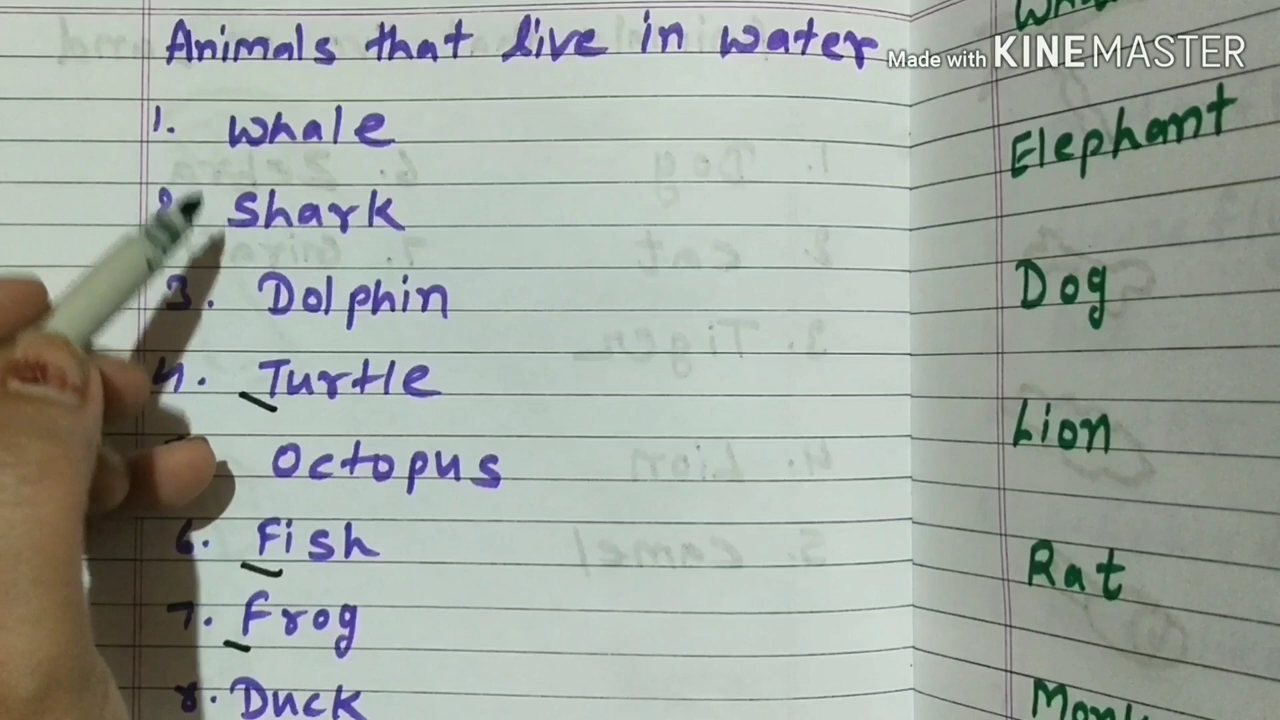 Animals that live in water
Made with KINEMASTER
1. Whale
2. Shark
3. Dolphin
4. Turtle
Octopus
6. Fish
7. Frog
8. Duck
Elephant
Dog
Lion
Rat